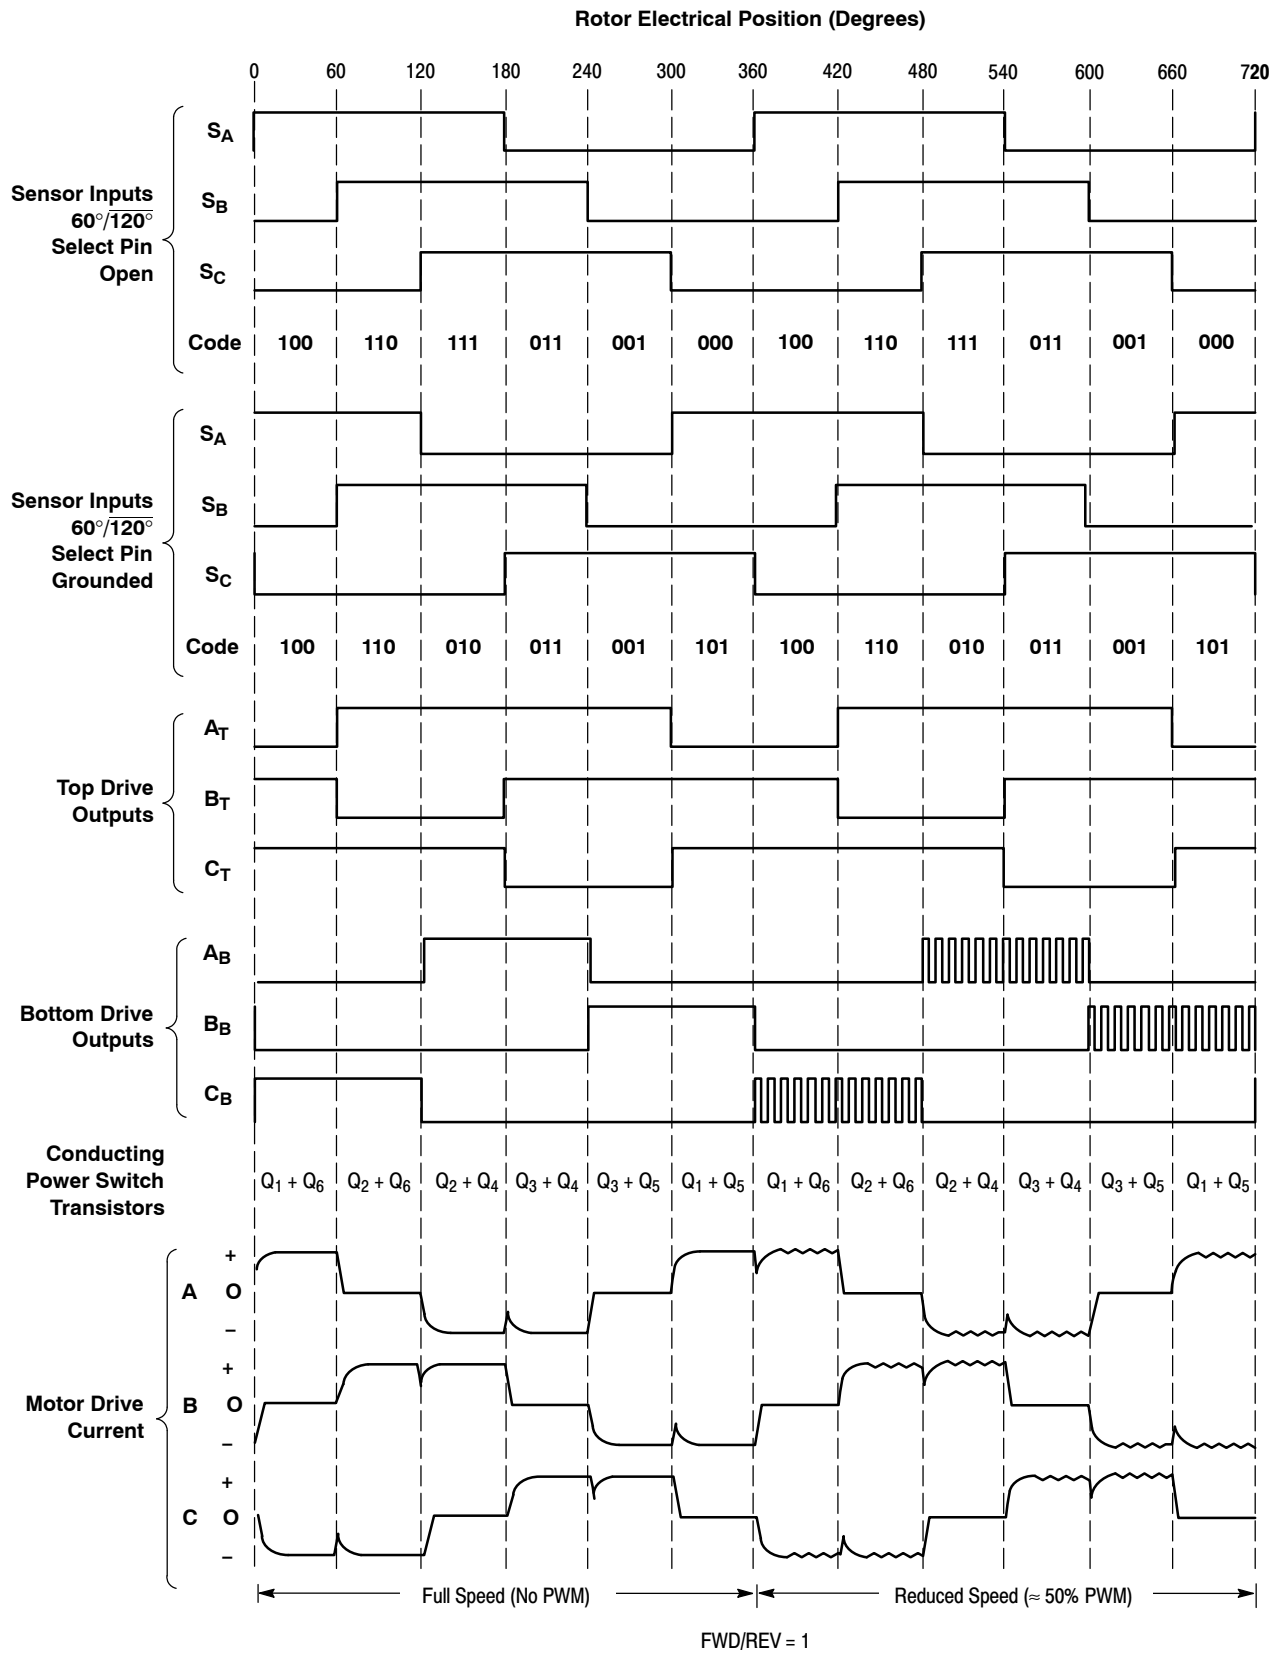 Rotor Electrical Position (Degrees)
0 60 120 180 240 300 360 420 480 540 600 660 720
Sensor Inputs
60°/120°
Select Pin
Open
SA
SB
SC
Code 100 110 111 011 001 000 100 110 111 011 001 000
Sensor Inputs
60°/120°
Select Pin
Grounded
SA
SB
SC
Code 100 110 010 011 001 101 100 110 010 011 001 101
Top Drive
Outputs
AT
BT
CT
Bottom Drive
Outputs
AB
BB
CB
Conducting
Power Switch
Transistors
Q1 + Q6 Q2 + Q6 Q2 + Q4 Q3 + Q4 Q3 + Q5 Q1 + Q5 Q1 + Q6 Q2 + Q6 Q2 + Q4 Q3 + Q4 Q3 + Q5 Q1 + Q5
Motor Drive
Current
+
A O
–
+
B O
–
+
C O
–
Full Speed (No PWM) Reduced Speed (≈ 50% PWM)
FWD/REV = 1